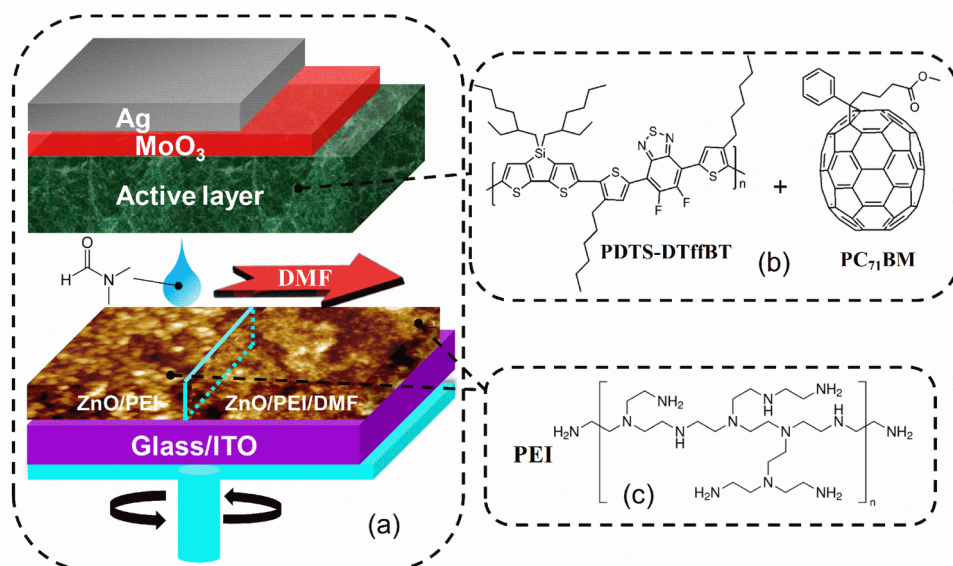 Ag
MoO3
Active layer
O
H
N
DMF
ZnO/PEI
ZnO/PEI/DMF
Glass/ITO
(a)
Si
S
S
S
N
S
N
F
F
S
n
O
O
+
PDTS-DTffBT
(b)
PC71BM
PEI
H2N
NH2
N
N
H
N
H
N
NH2
N
H
N
NH2
N
H2N
NH2
n
(c)